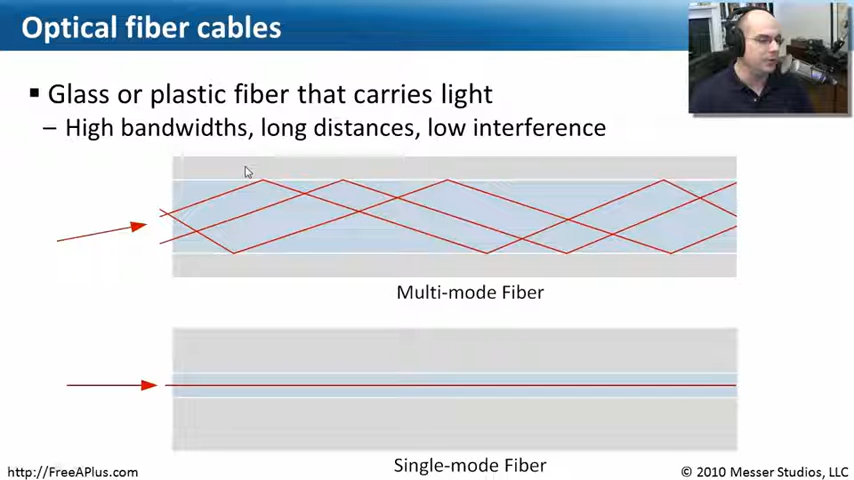 Optical fiber cables
▪ Glass or plastic fiber that carries light
– High bandwidths, long distances, low interference
Multi-mode Fiber
Single-mode Fiber
http://FreeAPlus.com
© 2010 Messer Studios, LLC